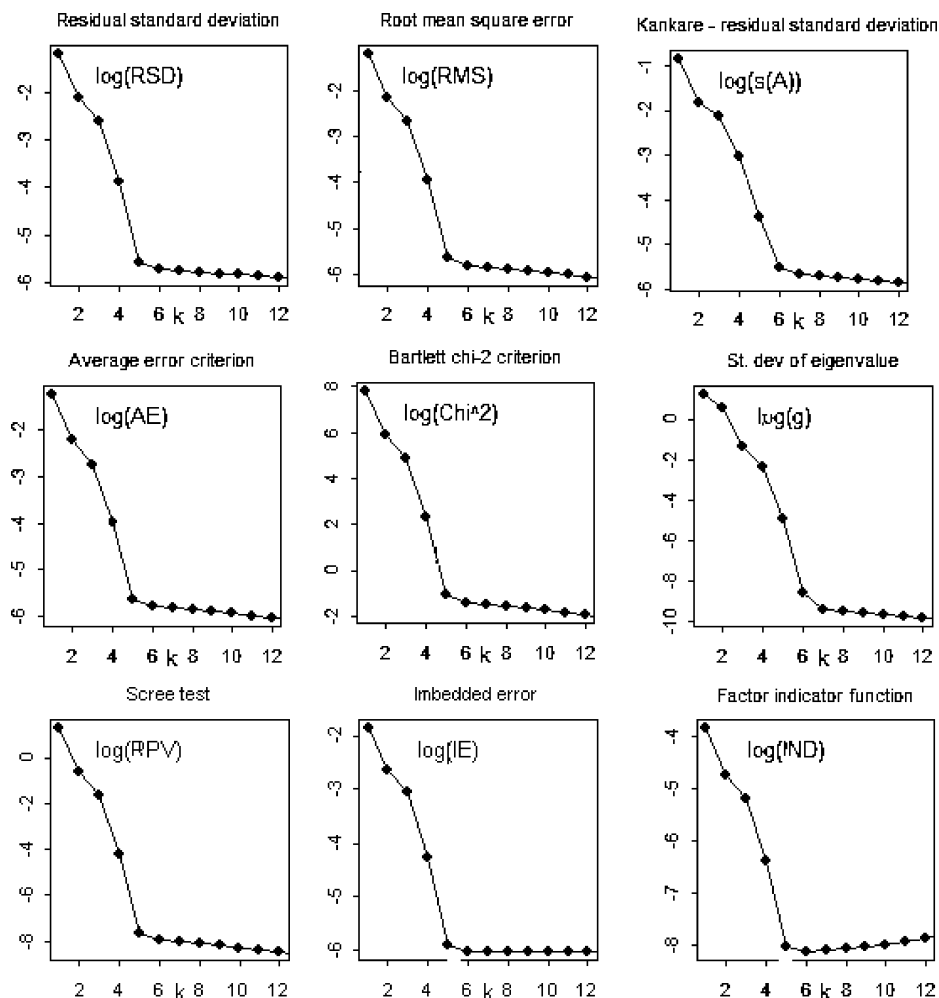 Residual standard deviation
log(RSD)
-2
-3
-4
-5
-6
2 4 6 k 8 10 12
Root mean square error
log(RMS)
-2
-3
-4
-5
-6
2 4 6 k 8 10 12
Kankare - residual standard deviation
log(s(A))
-1
-2
-3
-4
-5
-6
2 4 6 k 8 10 12
Average error criterion
log(AE)
-2
-3
-4
-5
-6
2 4 6 k 8 10 12
Bartlett chi-2 criterion
log(Chi^2)
8
6
4
2
0
-2
2 4 6 k 8 10 12
St. dev of eigenvalue
log(g)
0
-2
-4
-6
-8
-10
2 4 6 k 8 10 12
Scree test
log(RPV)
0
-2
-4
-6
-8
2 4 6 k 8 10 12
Imbedded error
log(IE)
-2
-3
-4
-5
-6
2 4 6 k 8 10 12
Factor indicator function
log(IND)
-4
-5
-6
-7
-8
2 4 6 k 8 10 12